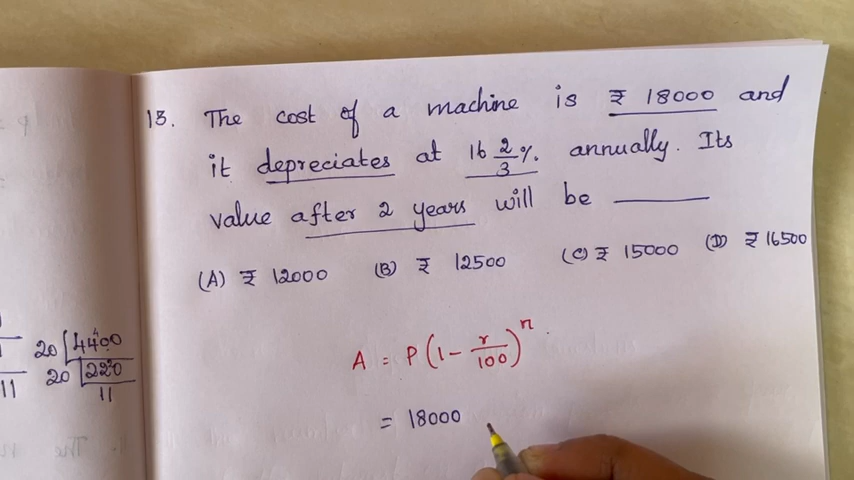 13. The cost of a machine is ₹ 18000 and
it depreciates at 16 2/3 %. annually. Its
value after 2 years will be ______
(A) ₹ 12000 (B) ₹ 12500 (C) ₹ 15000 (D) ₹ 16500
20 4400
20 220
11
11
A = P(1 - r/100)^n
= 18000